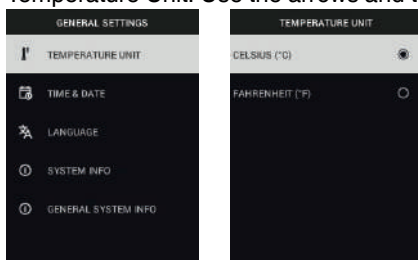 Temperature Unit: Use the arrows and t
GENERAL SETTINGS
TEMPERATURE UNIT
TIME & DATE
LANGUAGE
SYSTEM INFO
GENERAL SYSTEM INFO
TEMPERATURE UNIT
CELSIUS (°C)
FAHRENHEIT (°F)